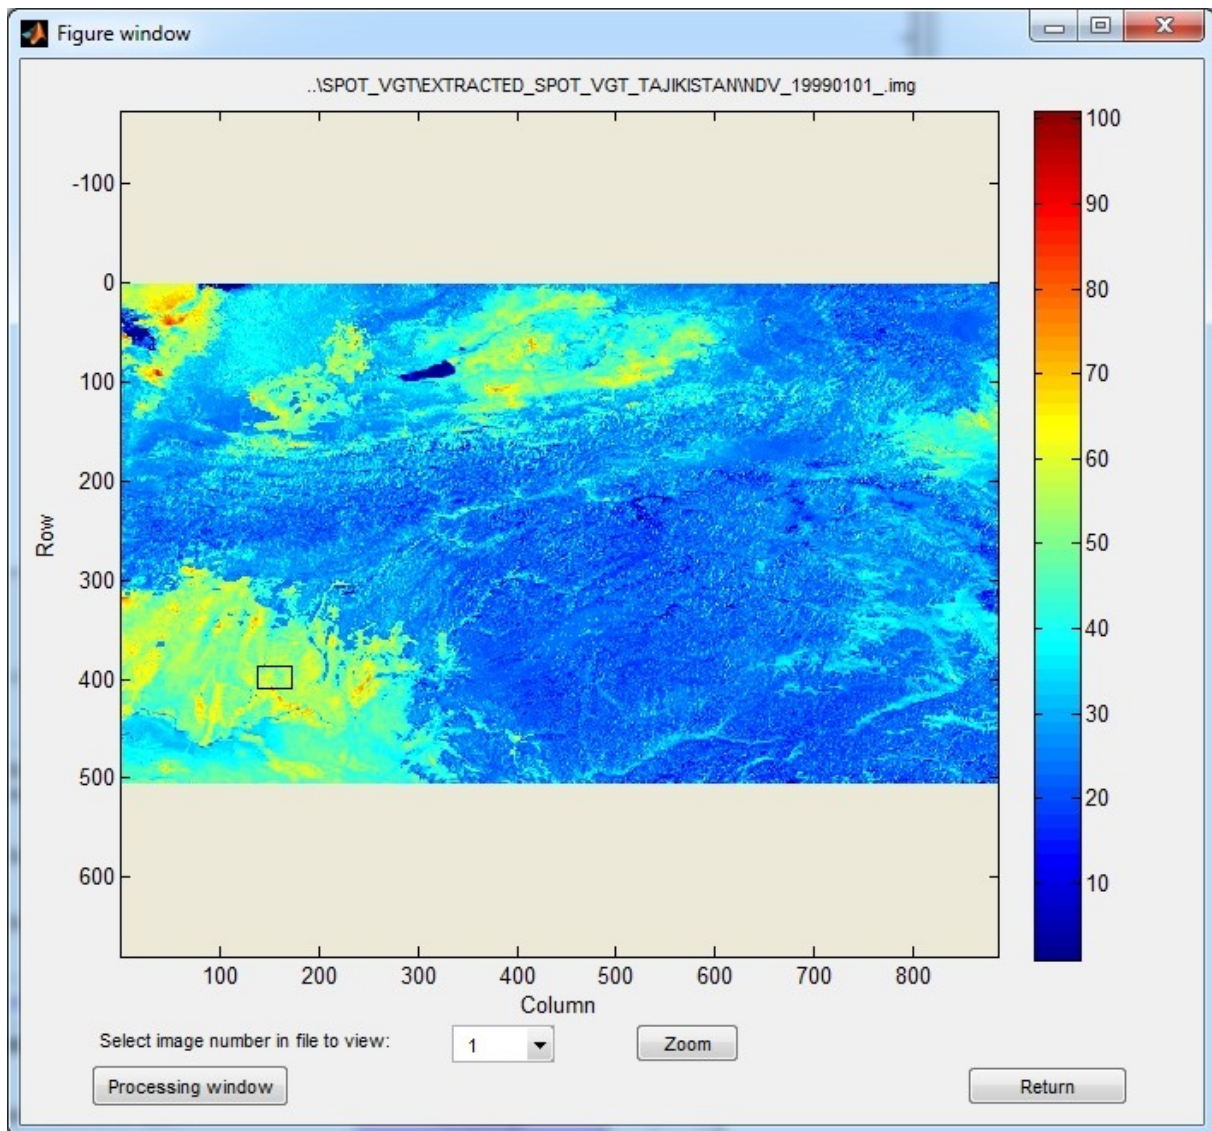 Figure window
..\SPOT_VGT\EXTRACTED_SPOT_VGT_TAJIKISTAN\NDV_19990101_.img
-100
0
100
200
300
400
500
600
Row
100 200 300 400 500 600 700 800
Column
100
90
80
70
60
50
40
30
20
10
Select image number in file to view:
1
Zoom
Processing window
Return